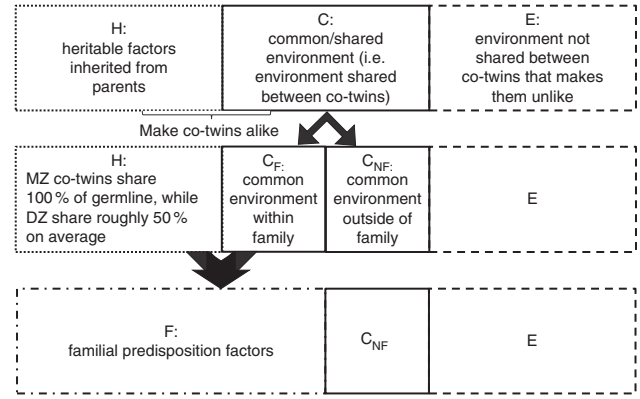 H:
heritable factors
inherited from
parents
C:
common/shared
environment (i.e.
environment shared
between co-twins)
E:
environment not
shared between
co-twins that makes
them unlike
Make co-twins alike
H:
MZ co-twins share
100 % of germline, while
DZ share roughly 50 %
on average
CF:
common
environment
within
family
CNF:
common
environment
outside of
family
E
F:
familial predisposition factors
CNF
E